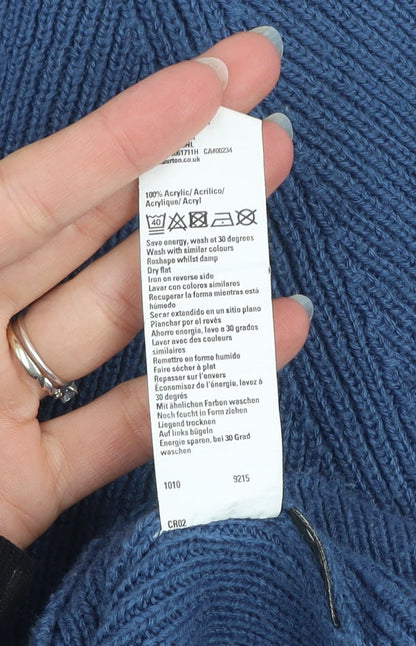 CA#00234
100% Acrylic/ Acrilico/
Acrylique/ Acryl
40
Save energy, wash at 30 degrees
Wash with similar colours
Reshape whilst damp
Dry flat
Iron on reverse side
Lavar con colores similares
Recuperar la forma mientras está
húmedo
Secar extendido en un sitio plano
Planchar por el revés
Ahorre energía, lave a 30 grados
Laver avec des couleurs
similaires
Remettre en forme humide
Faire sécher à plat
Repasser sur l'envers
Economisez de l'énergie, lavez à
30 degrés
Mit ähnlichen Farben waschen
Noch feucht in Form ziehen
Liegend trocknen
Auf links bügeln
Energie sparen, bei 30 Grad
waschen
1010 9215
CR02